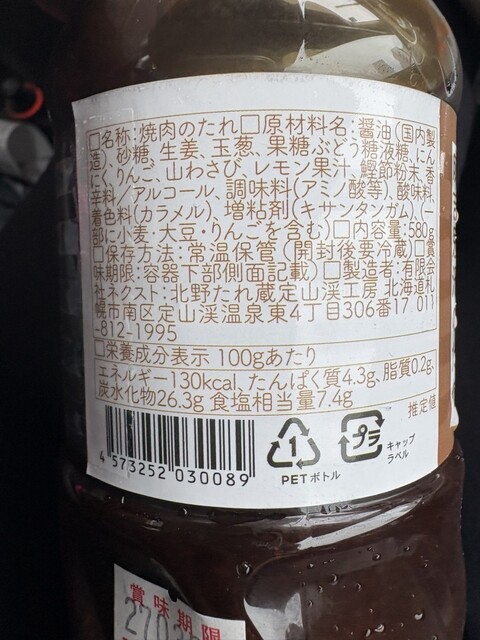 □名称:焼肉のたれ□原材料名:醤油(国内製
造)、砂糖、生姜、玉葱、果糖ぶどう糖液糖、にん
にく、りんご、山わさび、レモン果汁、鰹節粉末、香
辛料/アルコール、調味料(アミノ酸等)、酸味料、
着色料(カラメル)、増粘剤(キサンタンガム)、(一
部に小麦・大豆・りんごを含む)□内容量:580g
□保存方法:常温保管(開封後要冷蔵)□賞
味期限:容器下部側面記載)□製造者:有限会
社ネクスト:北野たれ蔵定山渓工房 北海道札
幌市南区定山渓温泉東4丁目306番17 011
-812-1995
□栄養成分表示 100gあたり
エネルギー130kcal、たんぱく質4.3g、脂質0.2g、
炭水化物26.3g 食塩相当量7.4g
推定値
4 573252 030089
1
PETボトル
プラ
キャップ
ラベル
賞味期限